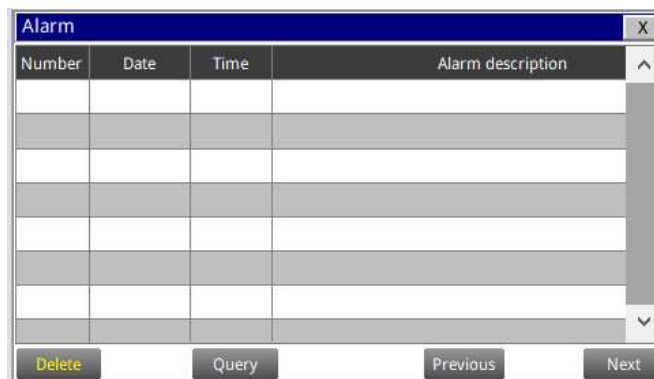 Alarm X
Number Date Time Alarm description
Delete Query Previous Next